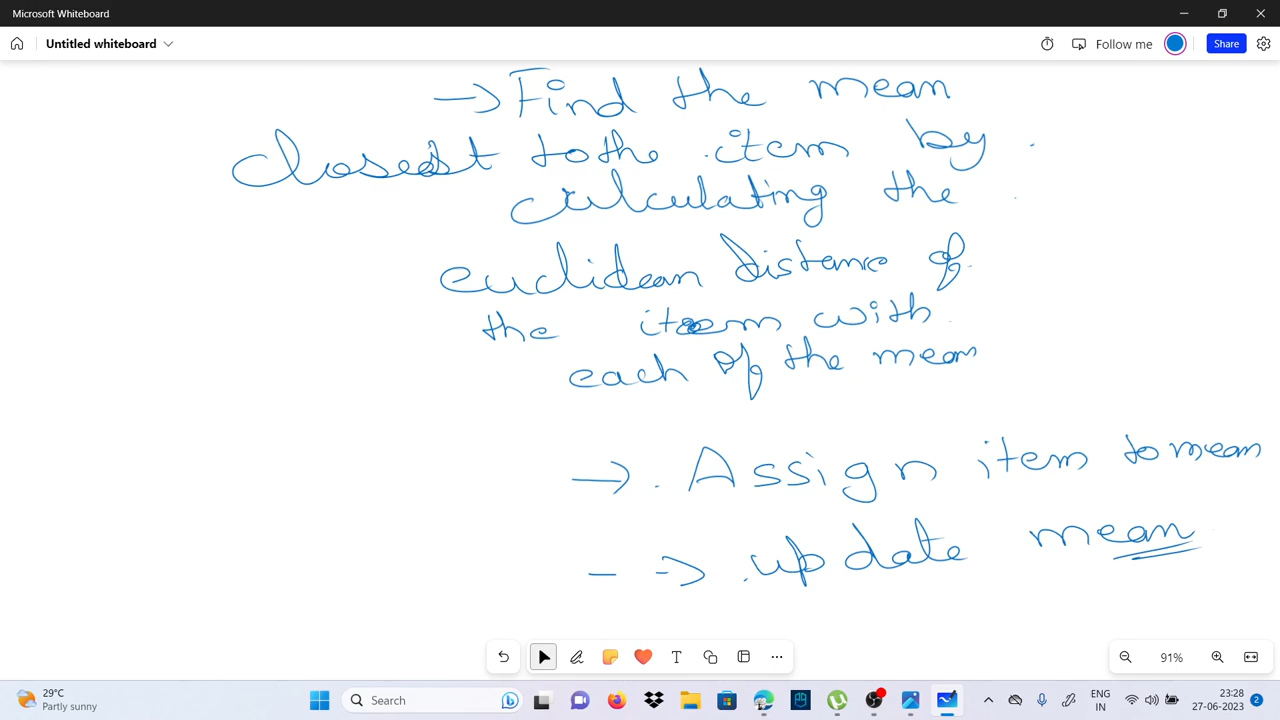 Microsoft Whiteboard
Untitled whiteboard
Follow me
Share
→ Find the mean
closest to the item by
calculating the
euclidean distance of
the item with
each of the mean
→ Assign item to mean
- → update mean
91%
29°C
Partly sunny
Search
ENG
IN
23:28
27-06-2023
2